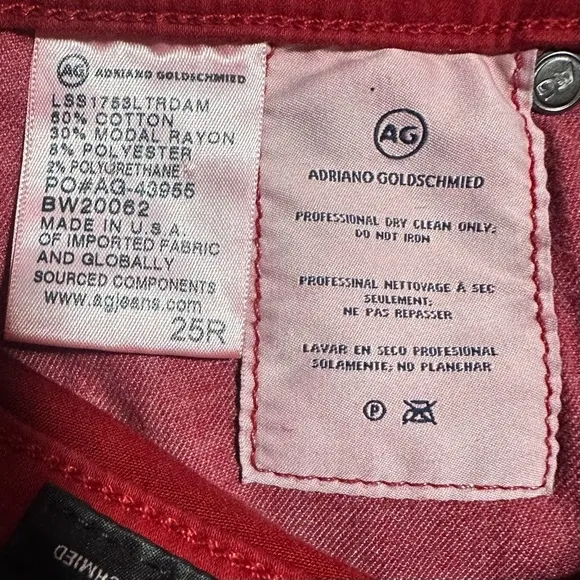 AG ADRIANO GOLDSCHMIED
LSS1753LTRDAM
60% COTTON
30% MODAL RAYON
8% POLYESTER
2% POLYURETHANE
PO#AG-43955
BW20062
MADE IN U.S.A.
OF IMPORTED FABRIC
AND GLOBALLY
SOURCED COMPONENTS
www.agjeans.com
25R
AG
ADRIANO GOLDSCHMIED
PROFESSIONAL DRY CLEAN ONLY;
DO NOT IRON
PROFESSINAL NETTOYAGE À SEC
SEULEMENT;
NE PAS REPASSER
LAVAR EN SECO PROFESIONAL
SOLAMENTE; NO PLANCHAR
P